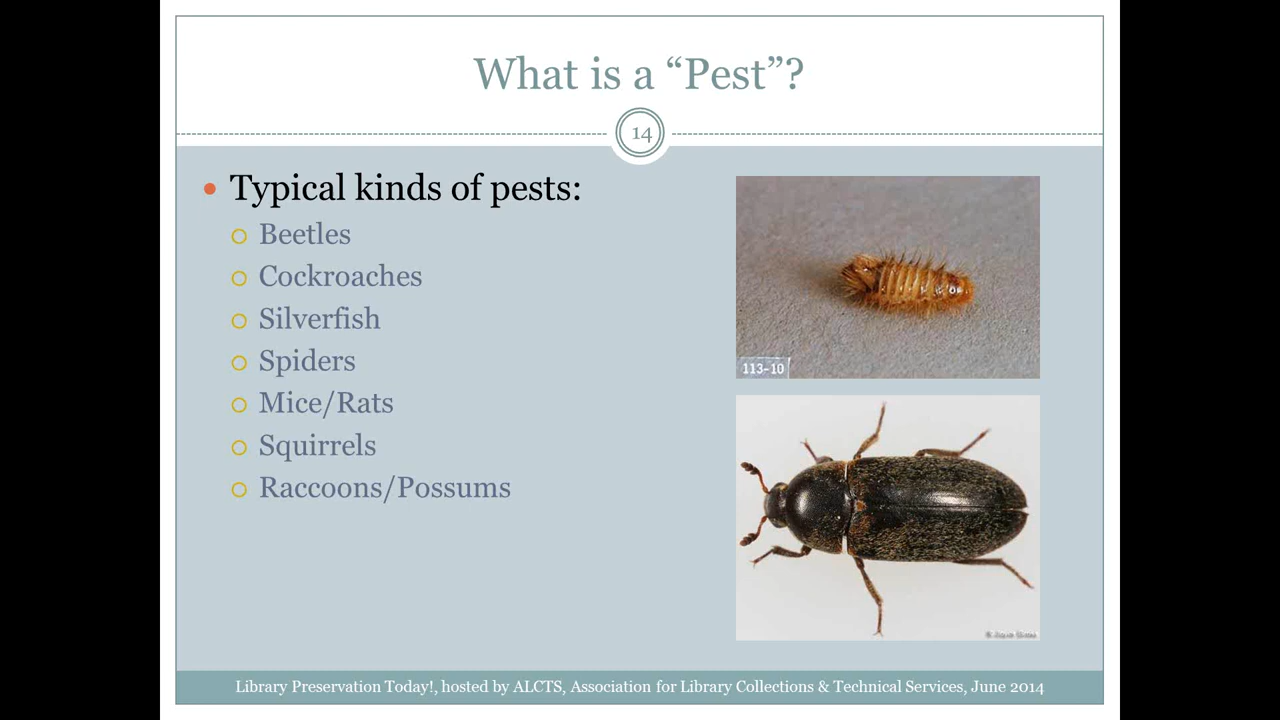 What is a “Pest”?
14
Typical kinds of pests:
Beetles
Cockroaches
Silverfish
Spiders
Mice/Rats
Squirrels
Raccoons/Possums
113-10
Library Preservation Today!, hosted by ALCTS, Association for Library Collections & Technical Services, June 2014